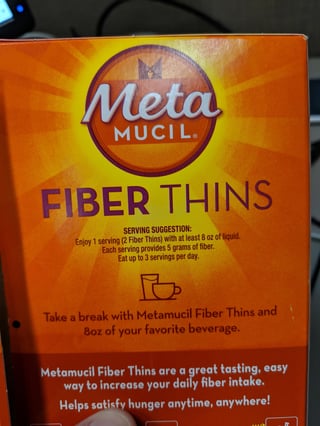 Meta
MUCIL®
FIBER THINS
SERVING SUGGESTION:
Enjoy 1 serving (2 Fiber Thins) with at least 8 oz of liquid.
Each serving provides 5 grams of fiber.
Eat up to 3 servings per day.
Take a break with Metamucil Fiber Thins and
8oz of your favorite beverage.
Metamucil Fiber Thins are a great tasting, easy
way to increase your daily fiber intake.
Helps satisfy hunger anytime, anywhere!